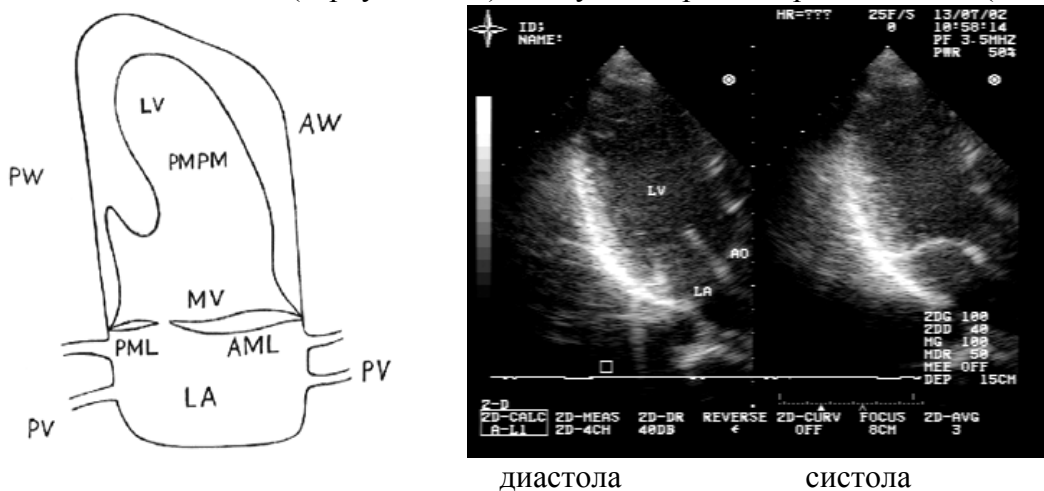 LV
AW
PW
PMPM
MV
PML
AML
PV
LA
PV
ID:
NAME:
HR=???
25F/S
0
13/07/02
10:58:14
PF 3.5MHZ
PWR 50%
LV
AO
LA
2DG 100
2DD 40
MG 100
MDR 50
MEE OFF
DEP 15CM
2-D
2D-CALC 2D-MEAS 2D-DR REVERSE 2D-CURV FOCUS 2D-AVG
A-L1 2D-4CH 40DB ← OFF 8CM 3
диастола систола